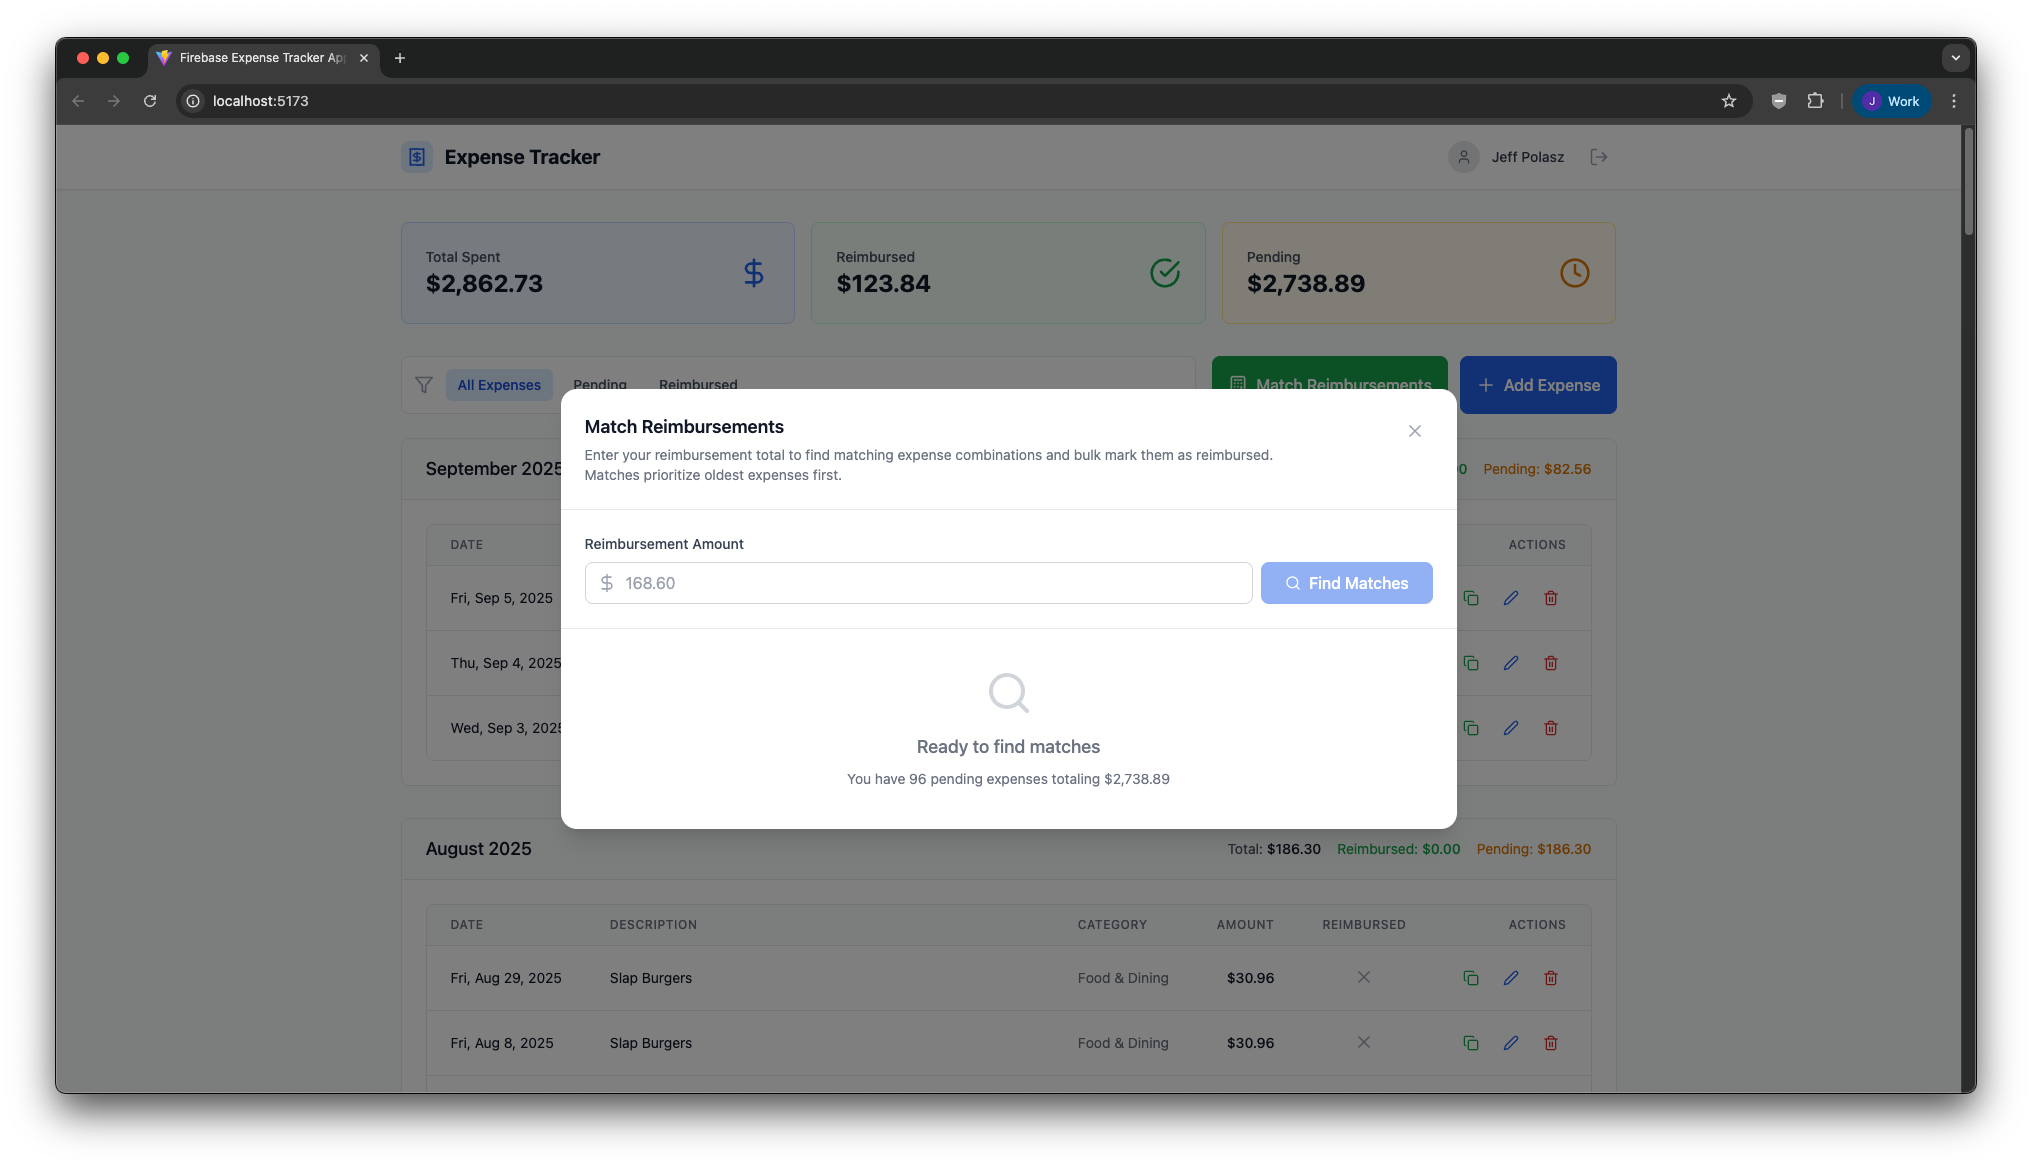 Firebase Expense Tracker App
localhost:5173
J Work
Expense Tracker
Jeff Polasz
Total Spent
$2,862.73
Reimbursed
$123.84
Pending
$2,738.89
All Expenses
Pending
Reimbursed
Match Reimbursements
Add Expense
September 2025
Pending: $82.56
DATE
ACTIONS
Fri, Sep 5, 2025
Thu, Sep 4, 2025
Wed, Sep 3, 2025
Match Reimbursements
Enter your reimbursement total to find matching expense combinations and bulk mark them as reimbursed.
Matches prioritize oldest expenses first.
Reimbursement Amount
$ 168.60
Find Matches
Ready to find matches
You have 96 pending expenses totaling $2,738.89
August 2025
Total: $186.30 Reimbursed: $0.00 Pending: $186.30
DATE DESCRIPTION CATEGORY AMOUNT REIMBURSED ACTIONS
Fri, Aug 29, 2025 Slap Burgers Food & Dining $30.96
Fri, Aug 8, 2025 Slap Burgers Food & Dining $30.96